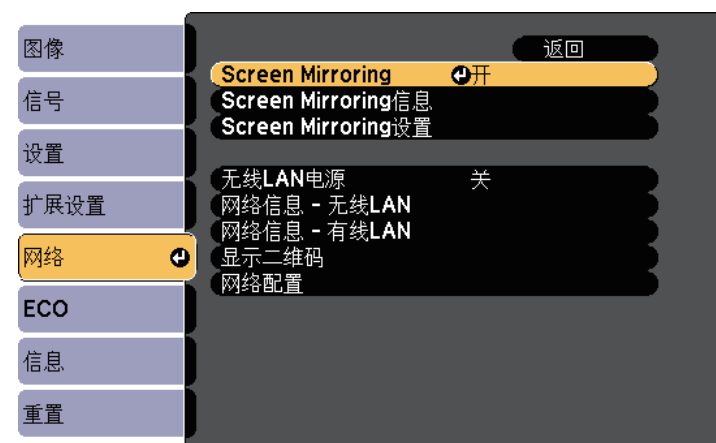 图像
信号
设置
扩展设置
网络
ECO
信息
重置
返回
Screen Mirroring 开
Screen Mirroring信息
Screen Mirroring设置
无线LAN电源 关
网络信息 - 无线LAN
网络信息 - 有线LAN
显示二维码
网络配置